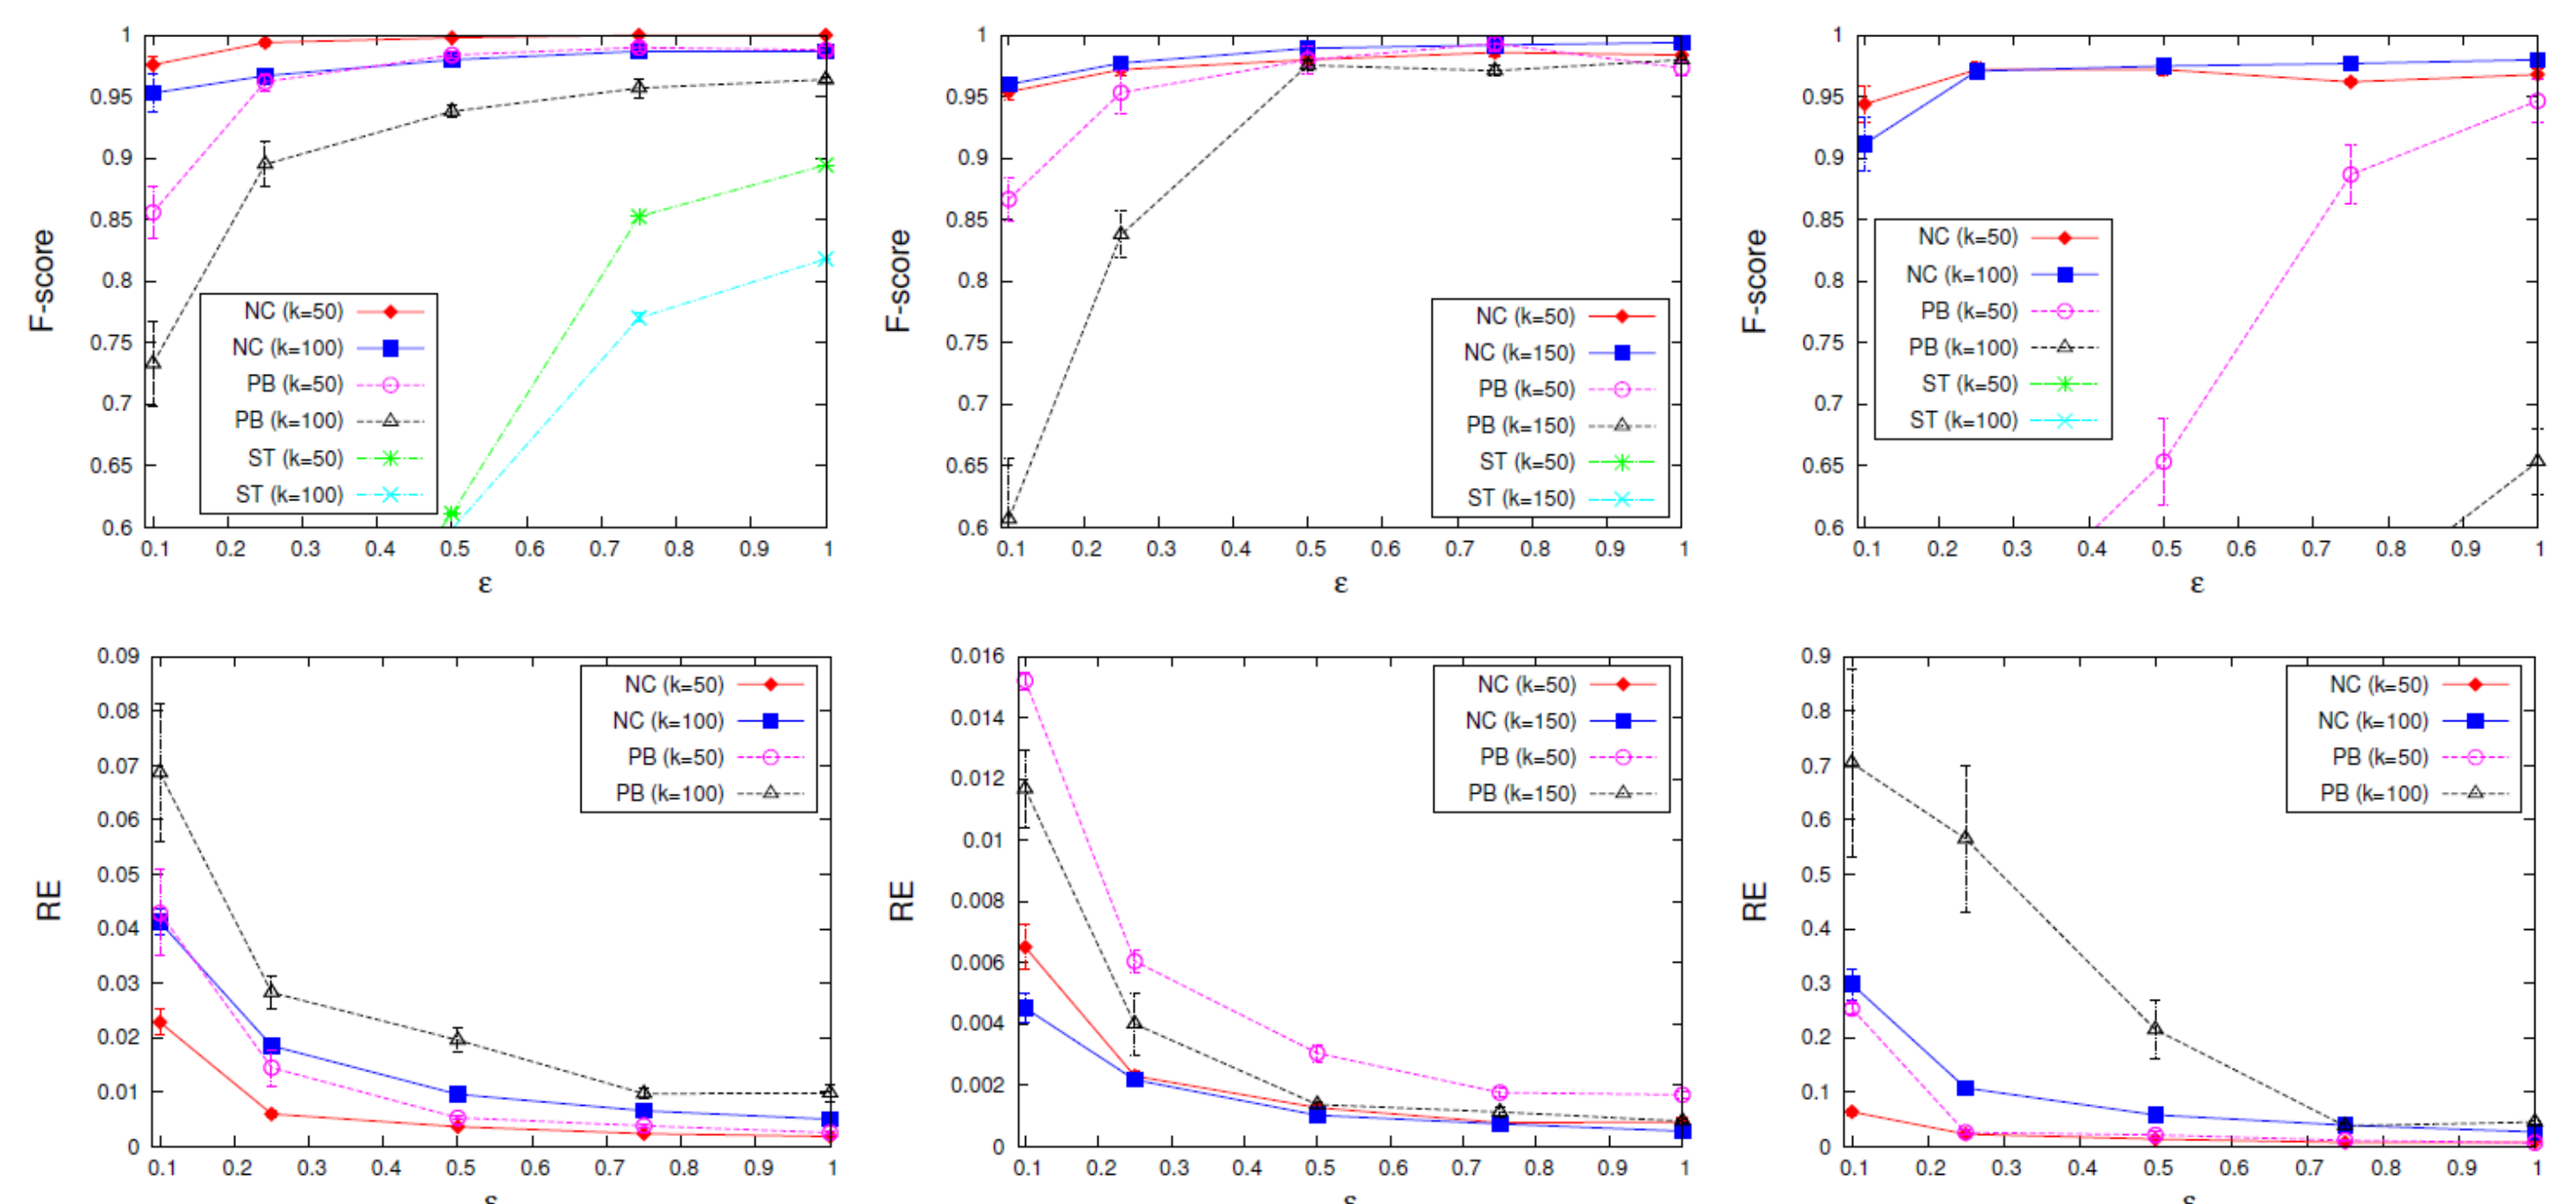 1
0.95
0.9
0.85
0.8
0.75
0.7
0.65
0.6
F-score
NC (k=50)
NC (k=100)
PB (k=50)
PB (k=100)
ST (k=50)
ST (k=100)
0.1 0.2 0.3 0.4 0.5 0.6 0.7 0.8 0.9 1
ε
1
0.95
0.9
0.85
0.8
0.75
0.7
0.65
0.6
F-score
NC (k=50)
NC (k=150)
PB (k=50)
PB (k=150)
ST (k=50)
ST (k=150)
0.1 0.2 0.3 0.4 0.5 0.6 0.7 0.8 0.9 1
ε
1
0.95
0.9
0.85
0.8
0.75
0.7
0.65
0.6
F-score
NC (k=50)
NC (k=100)
PB (k=50)
PB (k=100)
ST (k=50)
ST (k=100)
0.1 0.2 0.3 0.4 0.5 0.6 0.7 0.8 0.9 1
ε
0.09
0.08
0.07
0.06
0.05
0.04
0.03
0.02
0.01
0
RE
NC (k=50)
NC (k=100)
PB (k=50)
PB (k=100)
0.1 0.2 0.3 0.4 0.5 0.6 0.7 0.8 0.9 1
ε
0.016
0.014
0.012
0.01
0.008
0.006
0.004
0.002
0
RE
NC (k=50)
NC (k=150)
PB (k=50)
PB (k=150)
0.1 0.2 0.3 0.4 0.5 0.6 0.7 0.8 0.9 1
ε
0.9
0.8
0.7
0.6
0.5
0.4
0.3
0.2
0.1
0
RE
NC (k=50)
NC (k=100)
PB (k=50)
PB (k=100)
0.1 0.2 0.3 0.4 0.5 0.6 0.7 0.8 0.9 1
ε